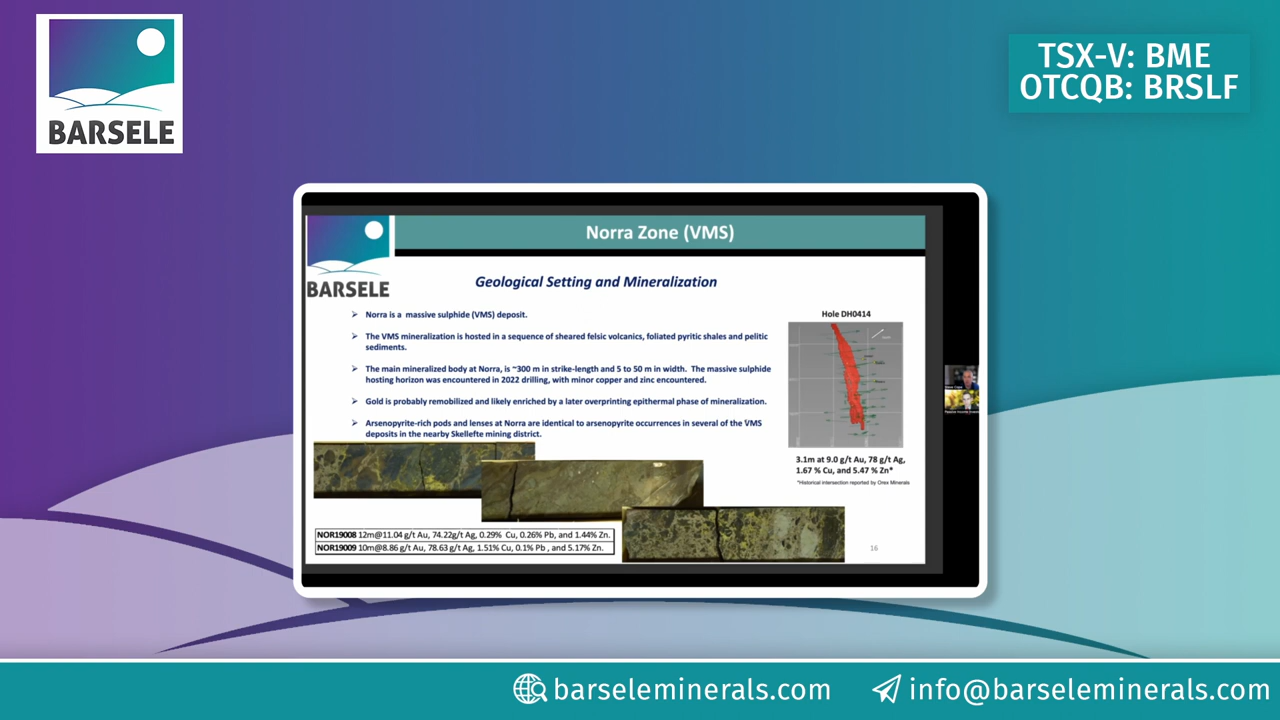 BARSELE
TSX-V: BME
OTCQB: BRSLF
Norra Zone (VMS)
BARSELE
Geological Setting and Mineralization
➢ Norra is a massive sulphide (VMS) deposit.
➢ The VMS mineralization is hosted in a sequence of sheared felsic volcanics, foliated pyritic shales and pelitic
sediments.
➢ The main mineralized body at Norra, is ~300 m in strike-length and 5 to 50 m in width. The massive sulphide
hosting horizon was encountered in 2022 drilling, with minor copper and zinc encountered.
➢ Gold is probably remobilized and likely enriched by a later overprinting epithermal phase of mineralization.
➢ Arsenopyrite-rich pods and lenses at Norra are identical to arsenopyrite occurrences in several of the VMS
deposits in the nearby Skellefte mining district.
Hole DH0414
3.1m at 9.0 g/t Au, 78 g/t Ag,
1.67 % Cu, and 5.47 % Zn*
*Historical intersection reported by Orex Minerals
NOR19008 12m@11.04 g/t Au, 74.22g/t Ag, 0.29% Cu, 0.26% Pb, and 1.44% Zn.
NOR19009 10m@8.86 g/t Au, 78.63 g/t Ag, 1.51% Cu, 0.1% Pb , and 5.17% Zn.
16
barseleminerals.com
info@barseleminerals.com